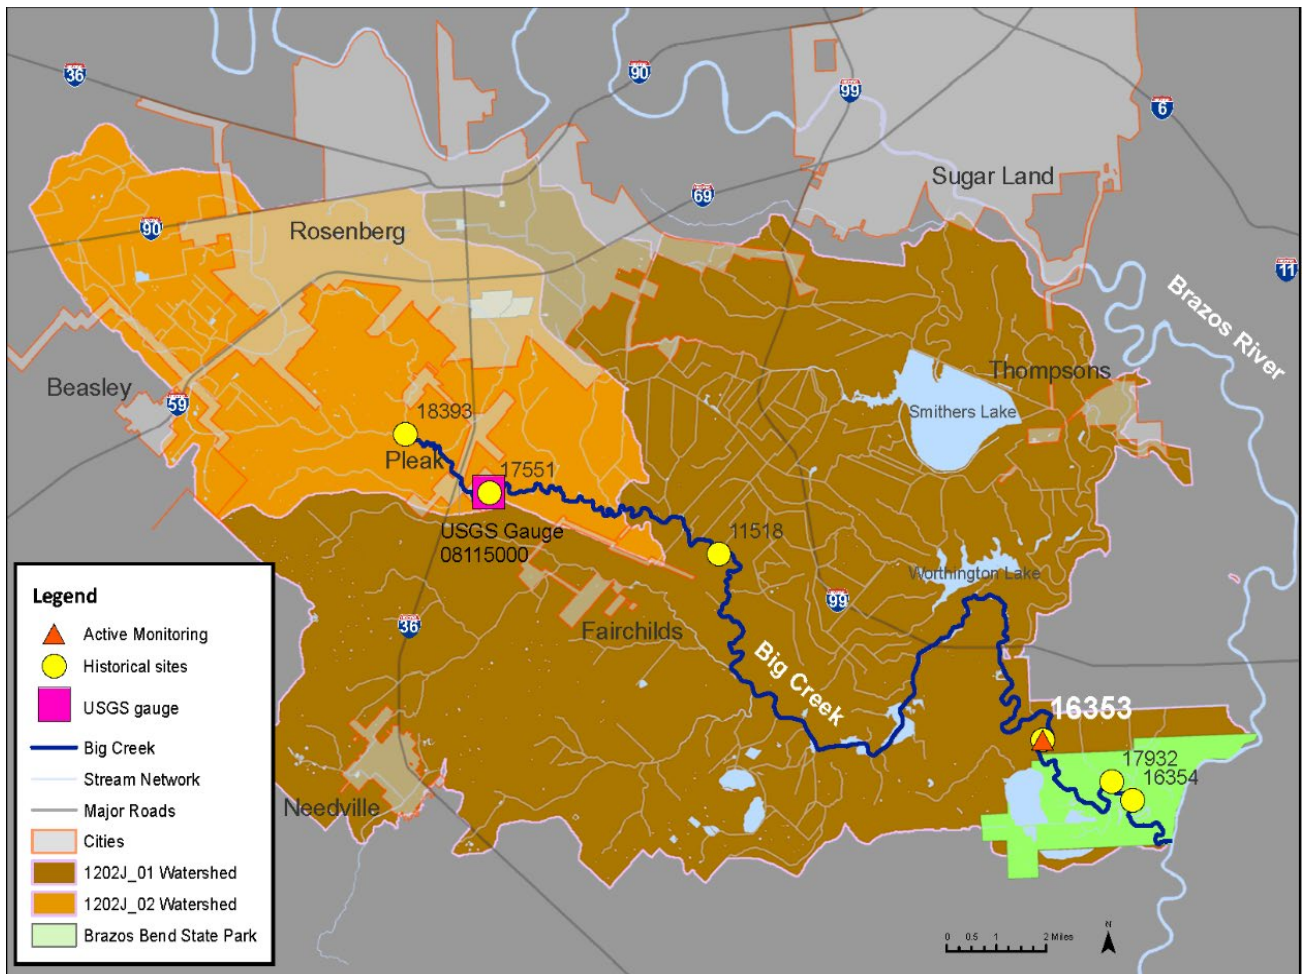 36
90
99
6
Sugar Land
69
90
Rosenberg
11
Brazos River
Beasley
59
Thompsons
Smithers Lake
18393
Pleak
17551
USGS Gauge
08115000
11518
Worthington Lake
99
36
Fairchilds
Big Creek
16353
17932
16354
Needville
Legend
Active Monitoring
Historical sites
USGS gauge
Big Creek
Stream Network
Major Roads
Cities
1202J_01 Watershed
1202J_02 Watershed
Brazos Bend State Park
0 0.5 1 2 Miles
N